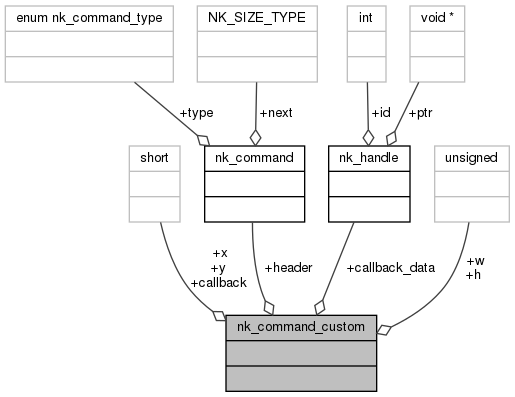 enum nk_command_type
NK_SIZE_TYPE
int
void *
+type
+next
+id
+ptr
short
nk_command
nk_handle
unsigned
+x
+y
+callback
+header
+callback_data
+w
+h
nk_command_custom